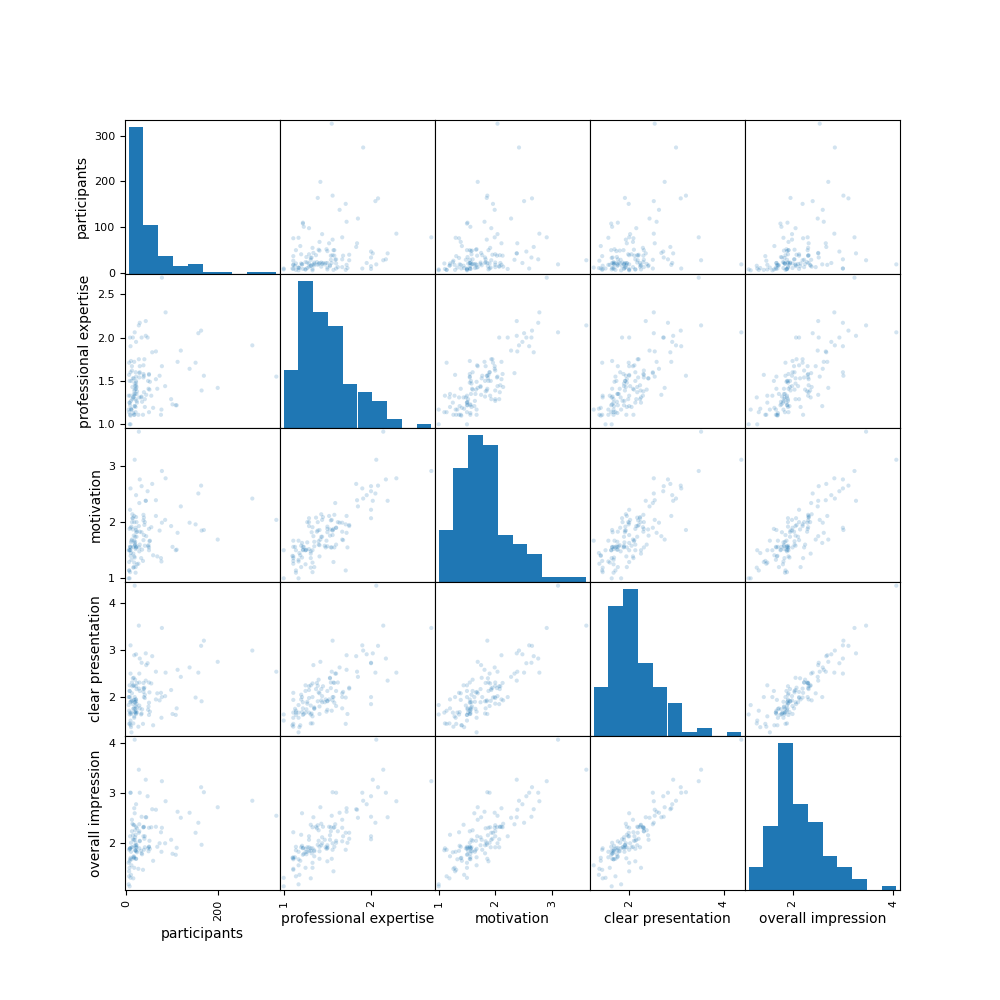 participants
300
200
100
0
professional expertise
2.5
2.0
1.5
1.0
motivation
3
2
1
clear presentation
4
3
2
overall impression
4
3
2
0 200 1 2 1 2 3 2 4 2 4
participants professional expertise motivation clear presentation overall impression